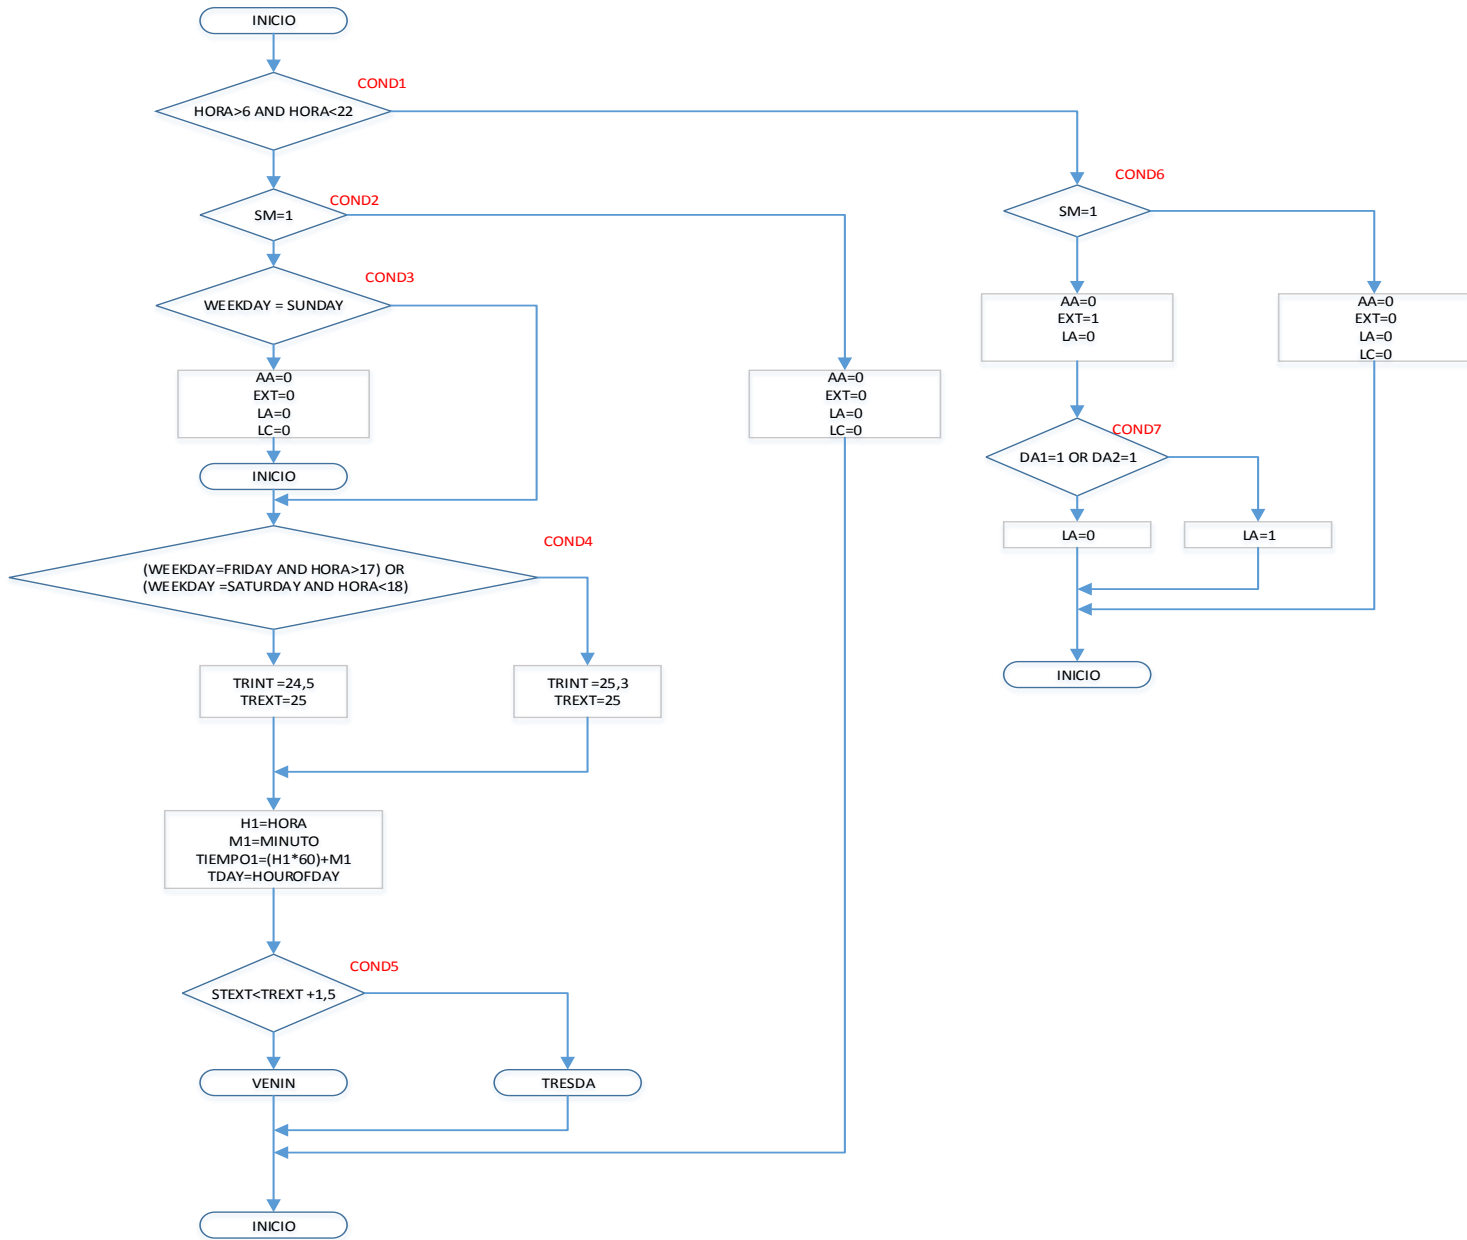 INICIO
COND1
HORA>6 AND HORA<22
COND2
SM=1
COND3
WEEKDAY = SUNDAY
AA=0
EXT=0
LA=0
LC=0
INICIO
COND4
(WEEKDAY=FRIDAY AND HORA>17) OR
(WEEKDAY =SATURDAY AND HORA<18)
TRINT =24,5
TREXT=25
TRINT =25,3
TREXT=25
H1=HORA
M1=MINUTO
TIEMPO1=(H1*60)+M1
TDAY=HOUROFDAY
COND5
STEXT<TREXT +1,5
VENIN
TRESDA
INICIO
AA=0
EXT=0
LA=0
LC=0
COND6
SM=1
AA=0
EXT=1
LA=0
AA=0
EXT=0
LA=0
LC=0
COND7
DA1=1 OR DA2=1
LA=0
LA=1
INICIO